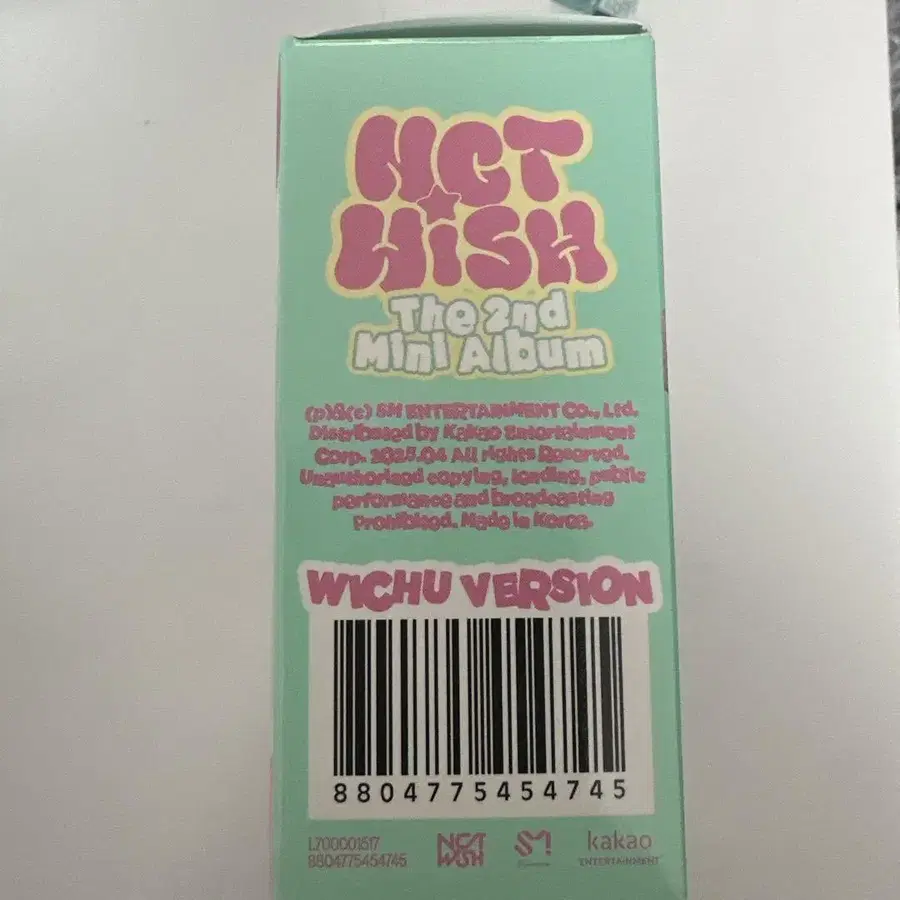 NCT
WiSH
The 2nd
Mini Album
(p)&(c) SM ENTERTAINMENT CO., Ltd.
Distributed by Kakao Entertainment
Corp. 2025.04 All rights Reserved.
Unauthorized copying, lending, public
performance and broadcasting
Prohibited. Made in Korea.
WICHU VERSION
8804775454745
L700001517
8804775454745
NCT
WISH
SM
kakao
ENTERTAINMENT